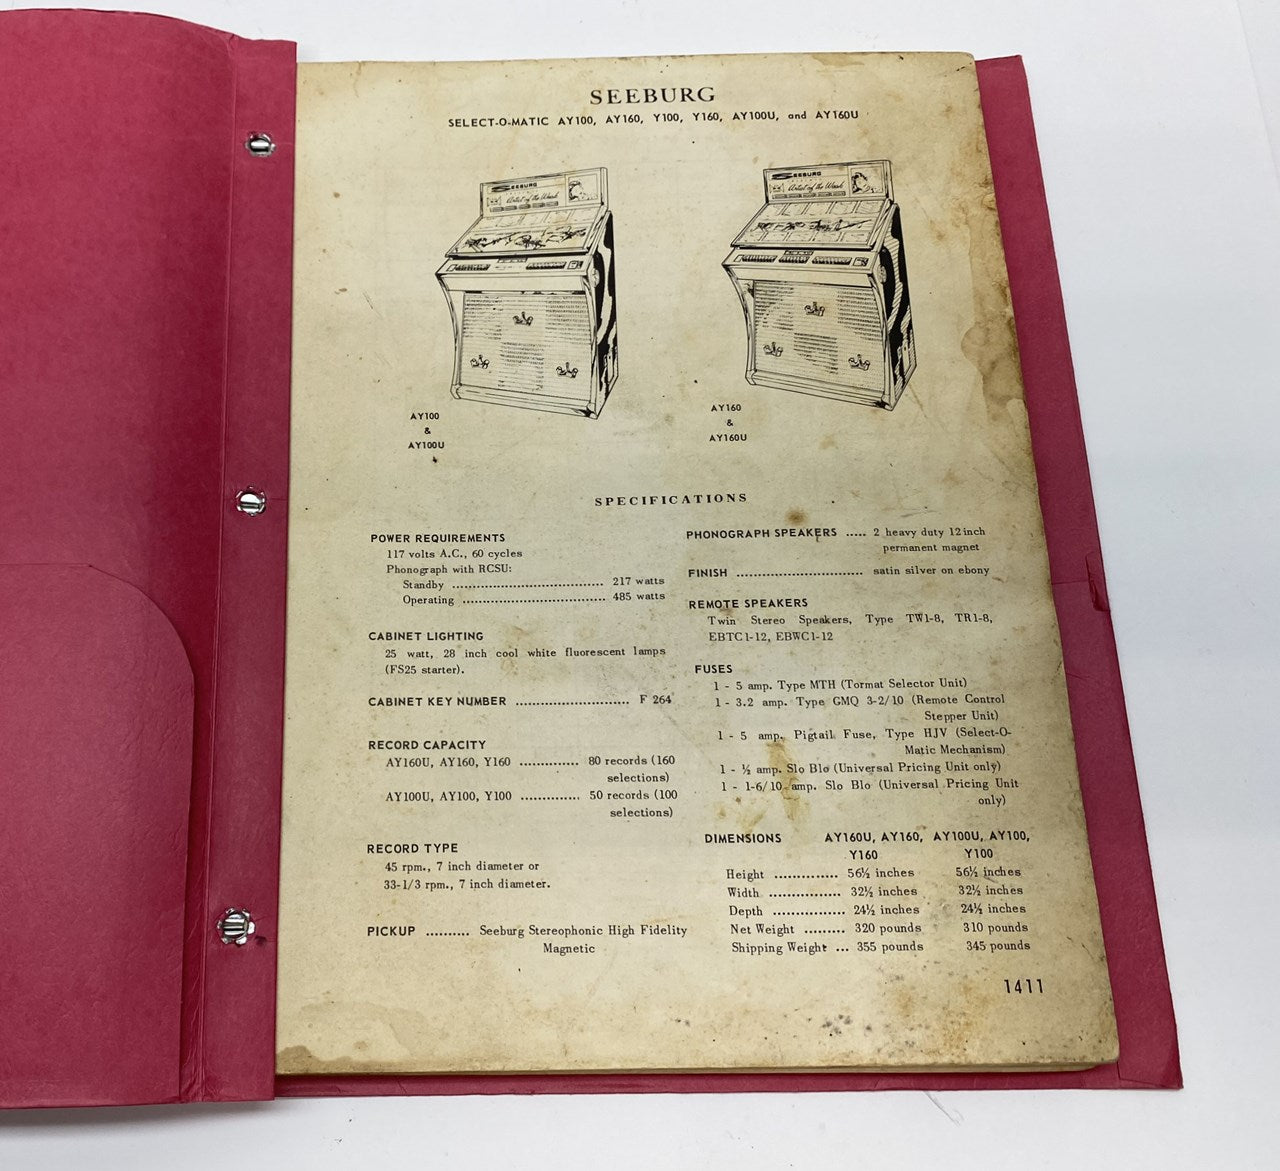 SEEBURG
SELECT-O-MATIC AY100, AY160, Y100, Y160, AY100U, and AY160U
SEEBURG
Artist of the Week
SEEBURG
Artist of the Week
AY100
&
AY100U
AY160
&
AY160U
SPECIFICATIONS
POWER REQUIREMENTS
117 volts A.C., 60 cycles
Phonograph with RCSU:
Standby ................................ 217 watts
Operating ............................... 485 watts
CABINET LIGHTING
25 watt, 28 inch cool white fluorescent lamps
(FS25 starter).
CABINET KEY NUMBER ............................ F 264
RECORD CAPACITY
AY160U, AY160, Y160 .............. 80 records (160
selections)
AY100U, AY100, Y100 .............. 50 records (100
selections)
RECORD TYPE
45 rpm., 7 inch diameter or
33-1/3 rpm., 7 inch diameter.
PICKUP .......... Seeburg Stereophonic High Fidelity
Magnetic
PHONOGRAPH SPEAKERS ..... 2 heavy duty 12 inch
permanent magnet
FINISH ............................... satin silver on ebony
REMOTE SPEAKERS
Twin Stereo Speakers, Type TW1-8, TR1-8,
EBTC1-12, EBWC1-12
FUSES
1 - 5 amp. Type MTH (Tormat Selector Unit)
1 - 3.2 amp. Type GMQ 3-2/10 (Remote Control
Stepper Unit)
1 - 5 amp. Pigtail Fuse, Type HJV (Select-O-
Matic Mechanism)
1 - ½ amp. Slo Blo (Universal Pricing Unit only)
1 - 1-6/10 amp. Slo Blo (Universal Pricing Unit
only)
DIMENSIONS AY160U, AY160, AY100U, AY100,
Y160 Y100
Height ............... 56½ inches 56½ inches
Width ................. 32½ inches 32½ inches
Depth ................. 24½ inches 24½ inches
Net Weight ......... 320 pounds 310 pounds
Shipping Weight ... 355 pounds 345 pounds
1411